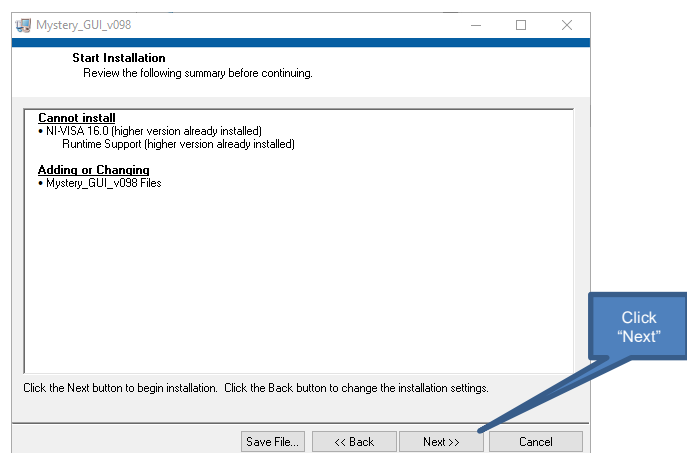 Mystery_GUI_v098
Start Installation
Review the following summary before continuing.
Cannot install
• NI-VISA 16.0 (higher version already installed)
Runtime Support (higher version already installed)
Adding or Changing
• Mystery_GUI_v098 Files
Click the Next button to begin installation. Click the Back button to change the installation settings.
Save File...
<< Back
Next >>
Cancel
Click
“Next”